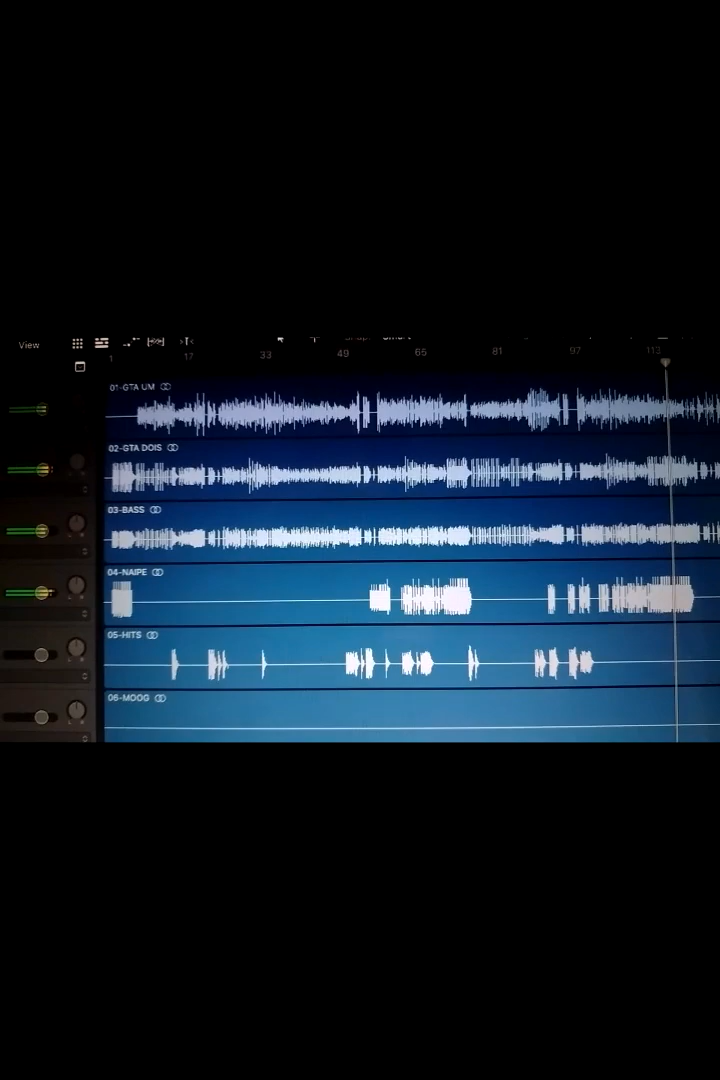 View
1 17 33 49 65 81 97 113
01-GTA UM
02-GTA DOIS
03-BASS
04-NAIPE
05-HITS
06-MOOG